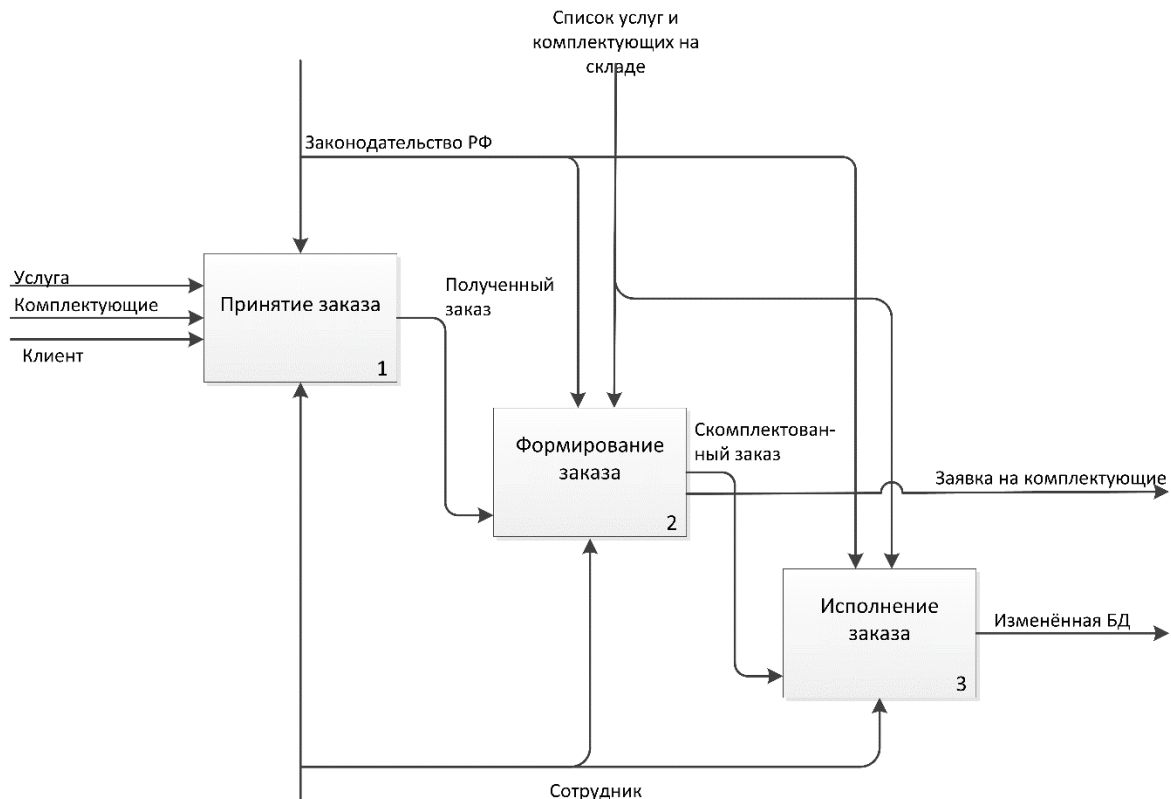 Список услуг и
комплектующих на
складе
Законодательство РФ
Услуга
Комплектующие
Клиент
Принятие заказа
1
Полученный
заказ
Формирование
заказа
2
Скомплектован-
ный заказ
Заявка на комплектующие
Исполнение
заказа
3
Изменённая БД
Сотрудник